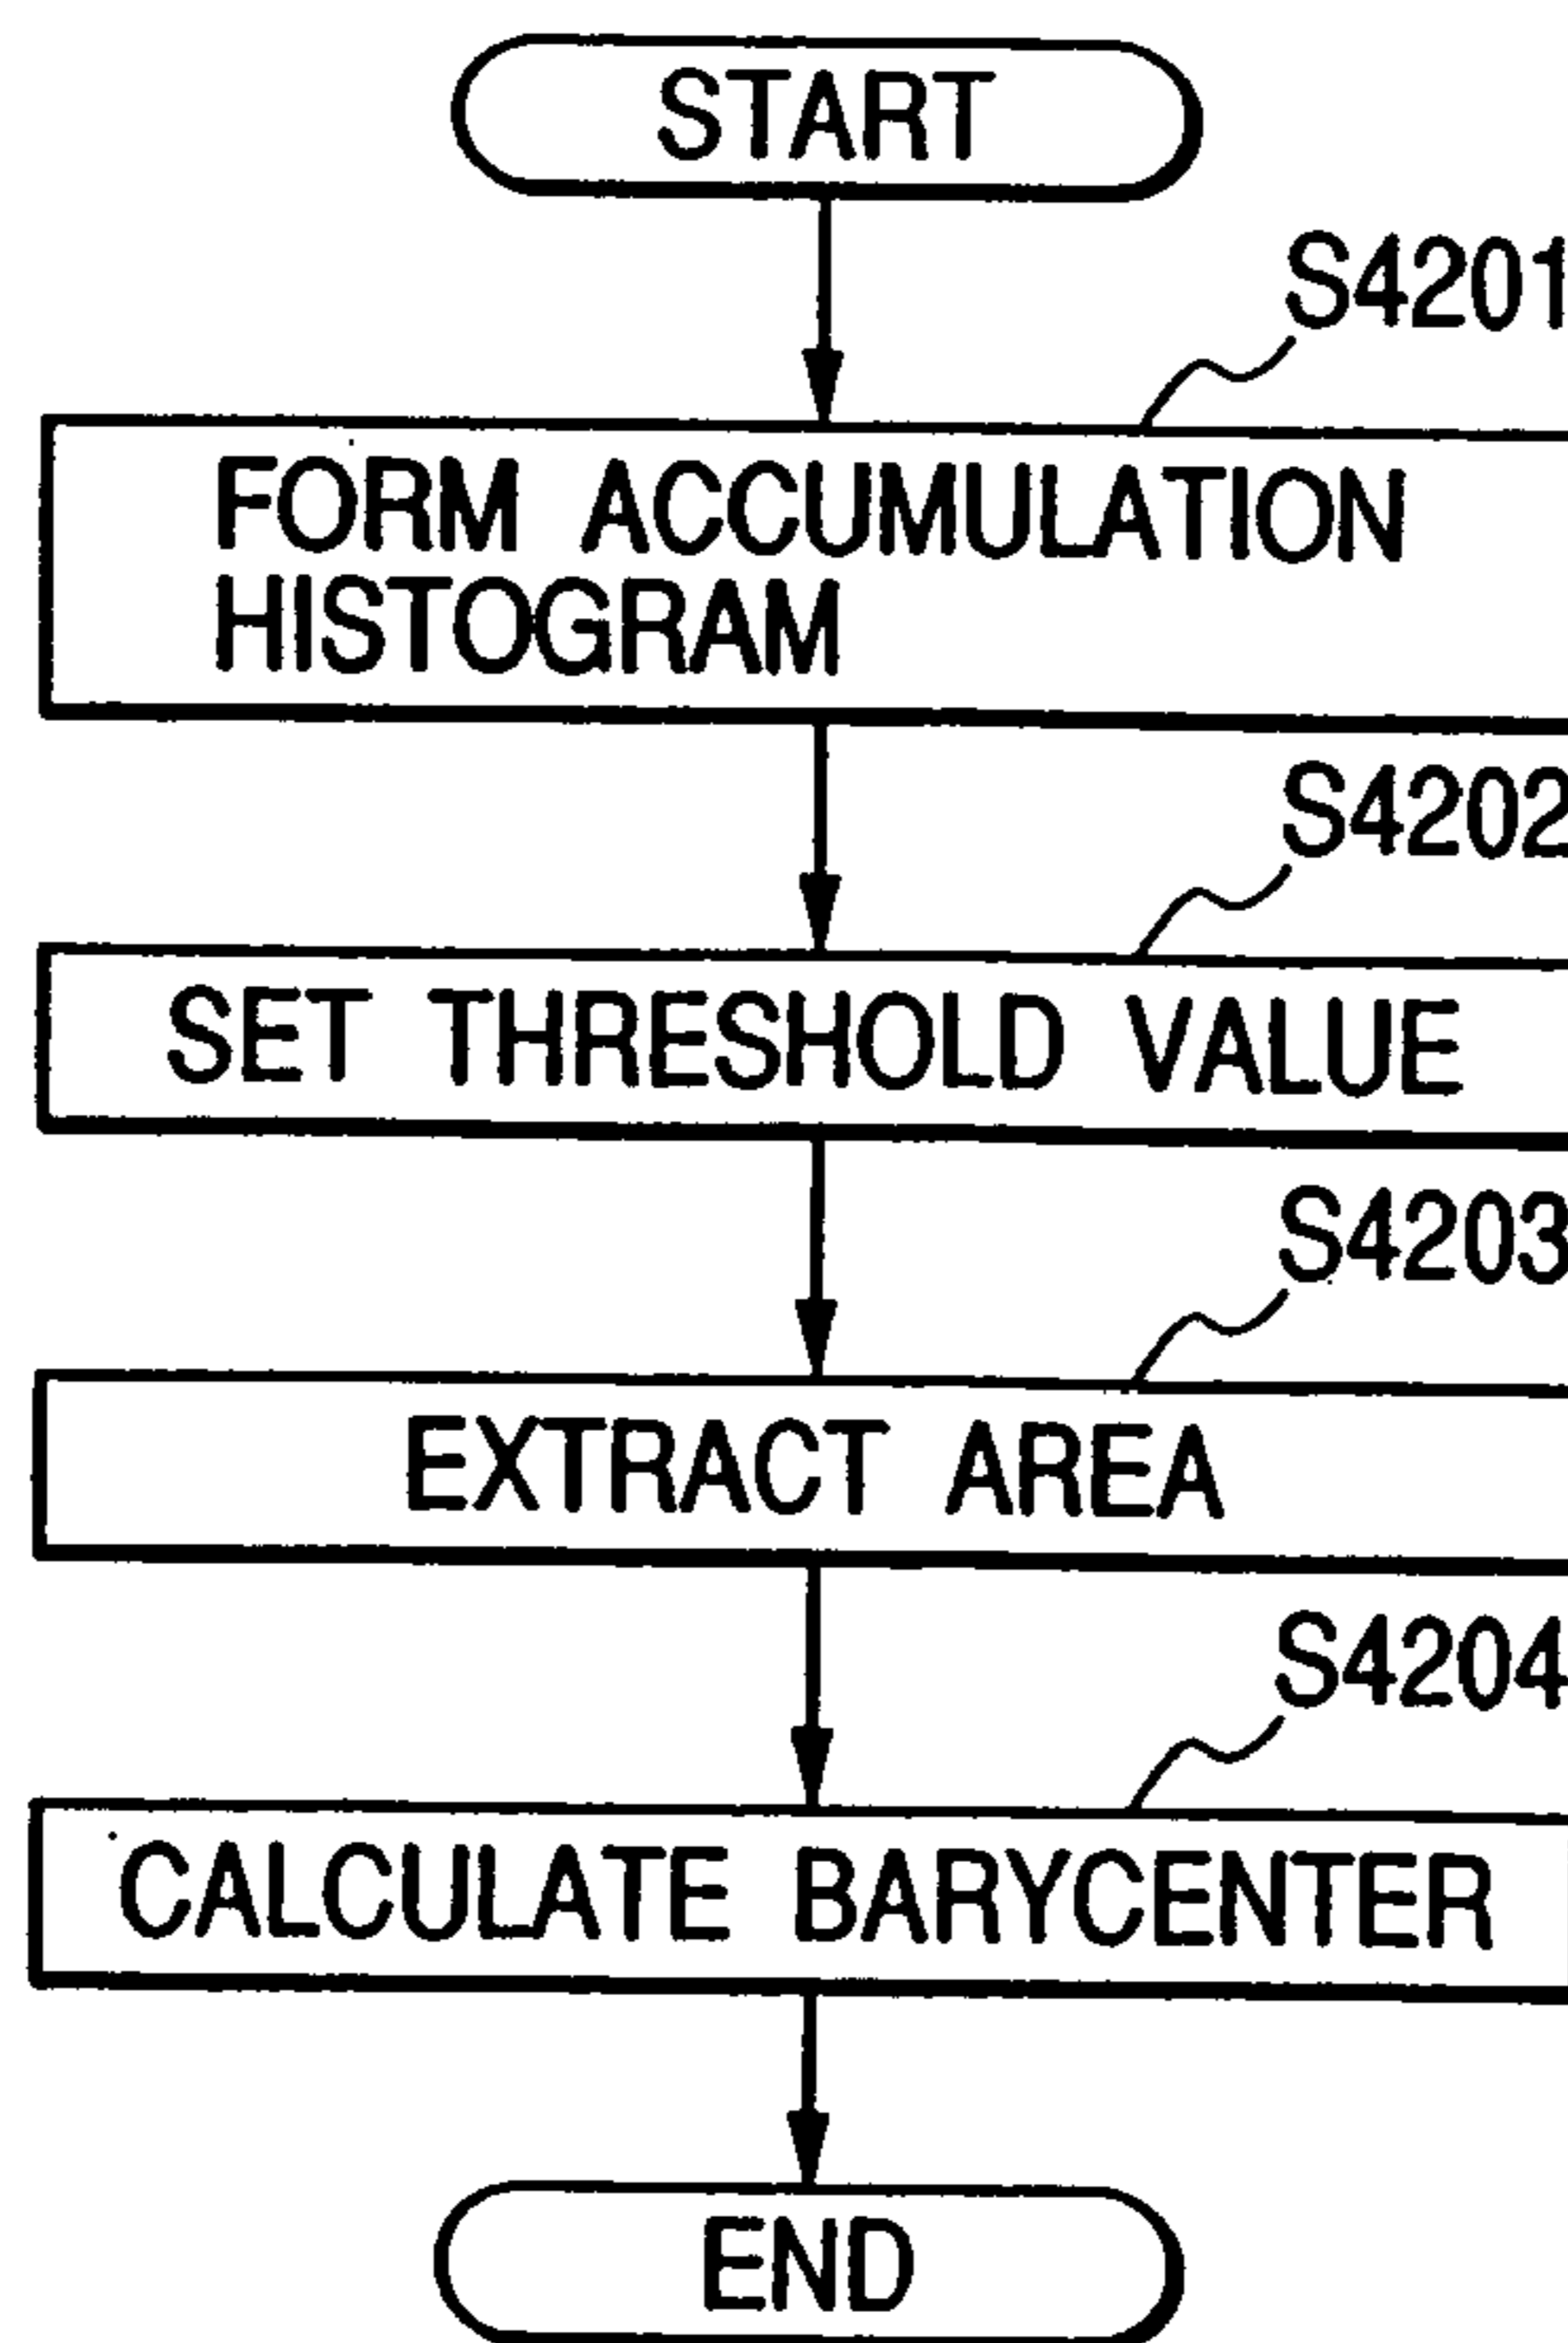 START
S4201
FORM ACCUMULATION
HISTOGRAM
S4202
SET THRESHOLD VALUE
S4203
EXTRACT AREA
S4204
CALCULATE BARYCENTER
END